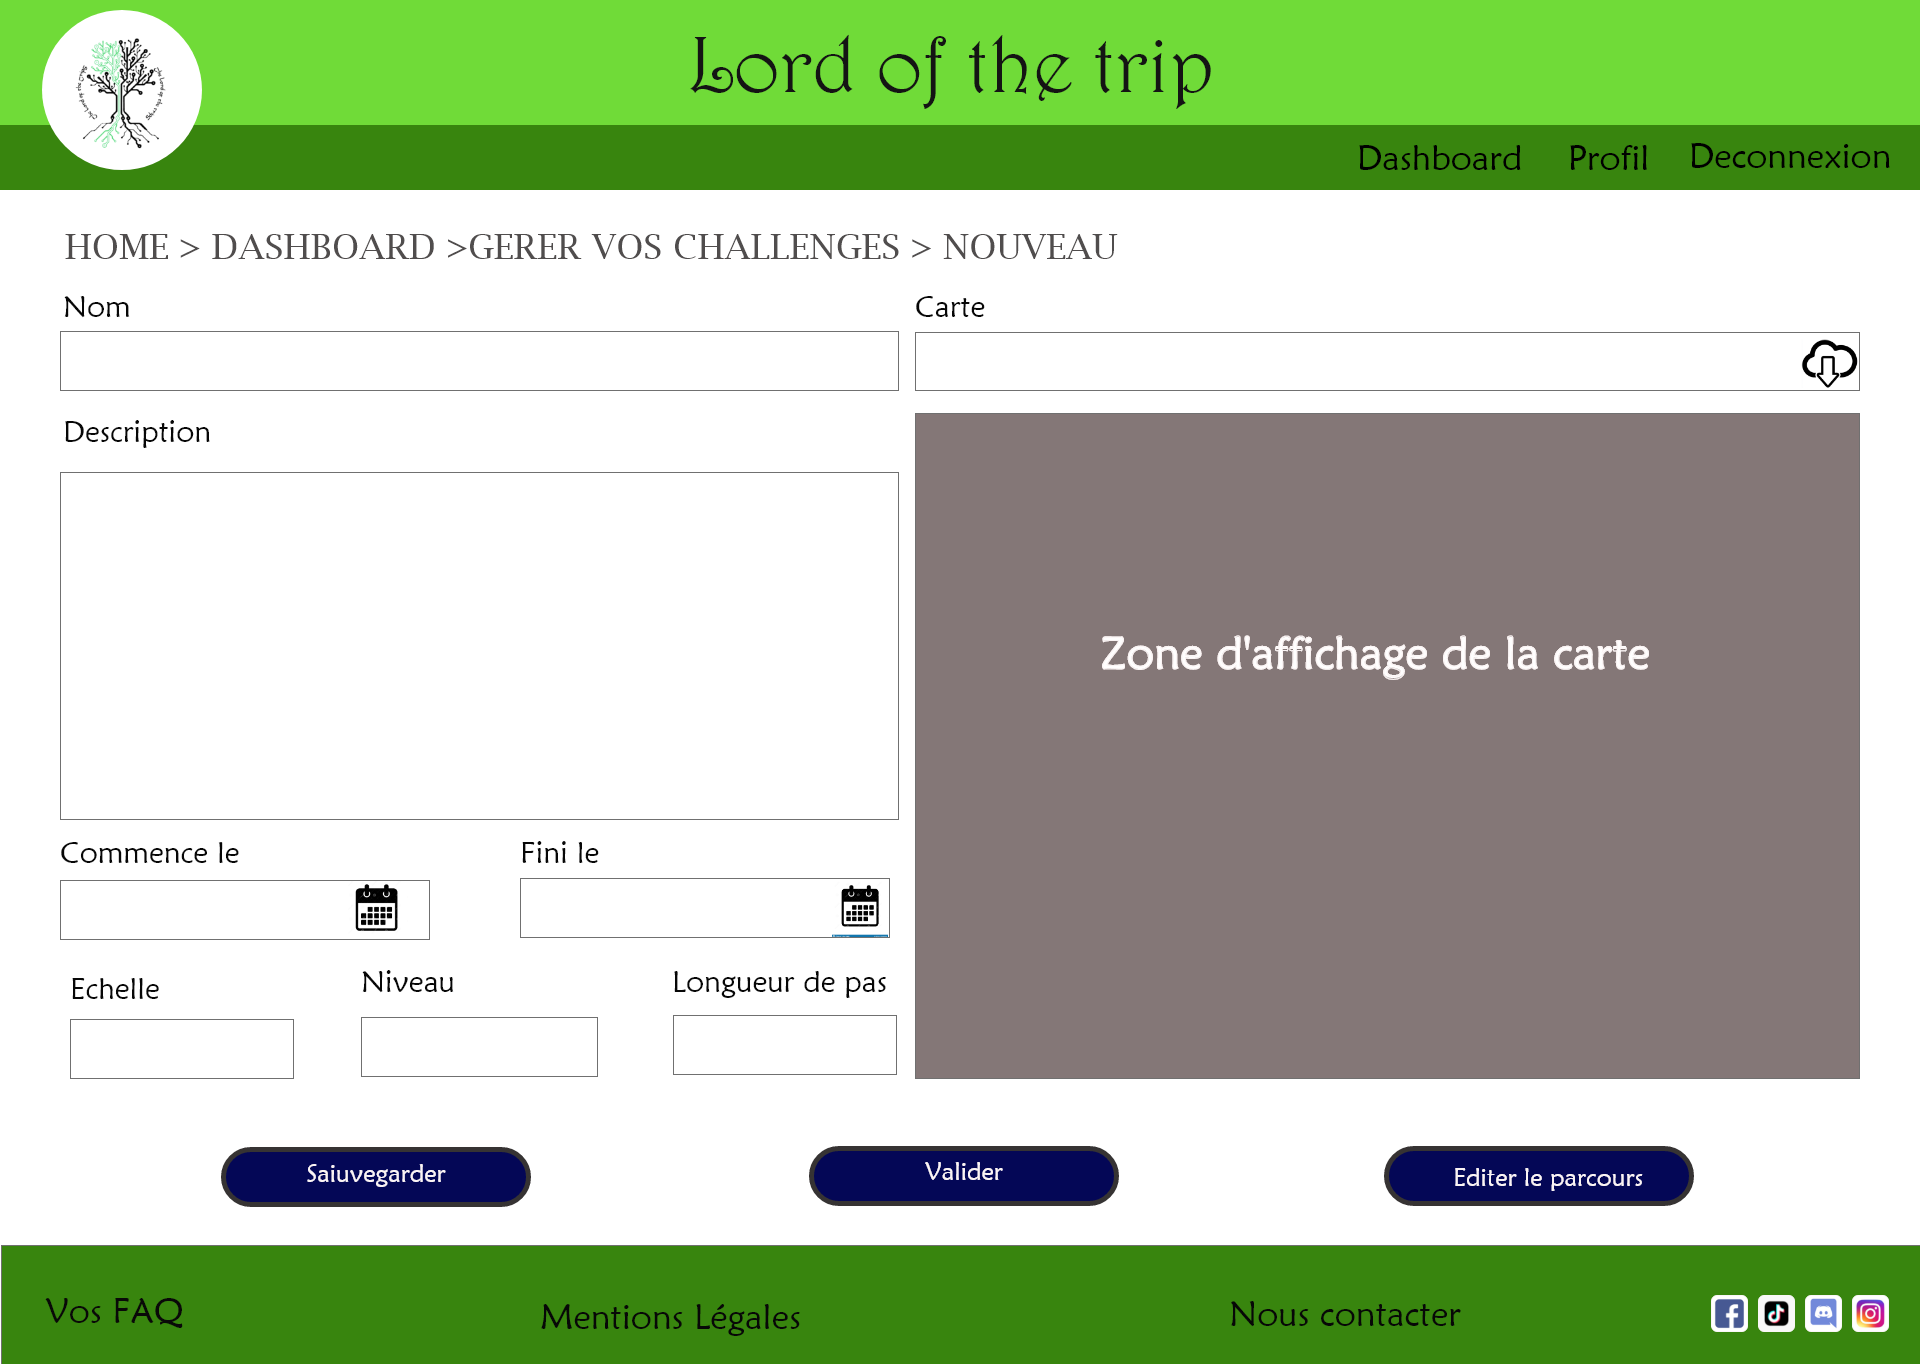 Lord of the trip
Dashboard Profil Deconnexion
HOME > DASHBOARD >GERER VOS CHALLENGES > NOUVEAU
Nom
Carte
Description
Zone d'affichage de la carte
Commence le
Fini le
Echelle
Niveau
Longueur de pas
Saiuvegarder
Valider
Editer le parcours
Vos FAQ
Mentions Légales
Nous contacter